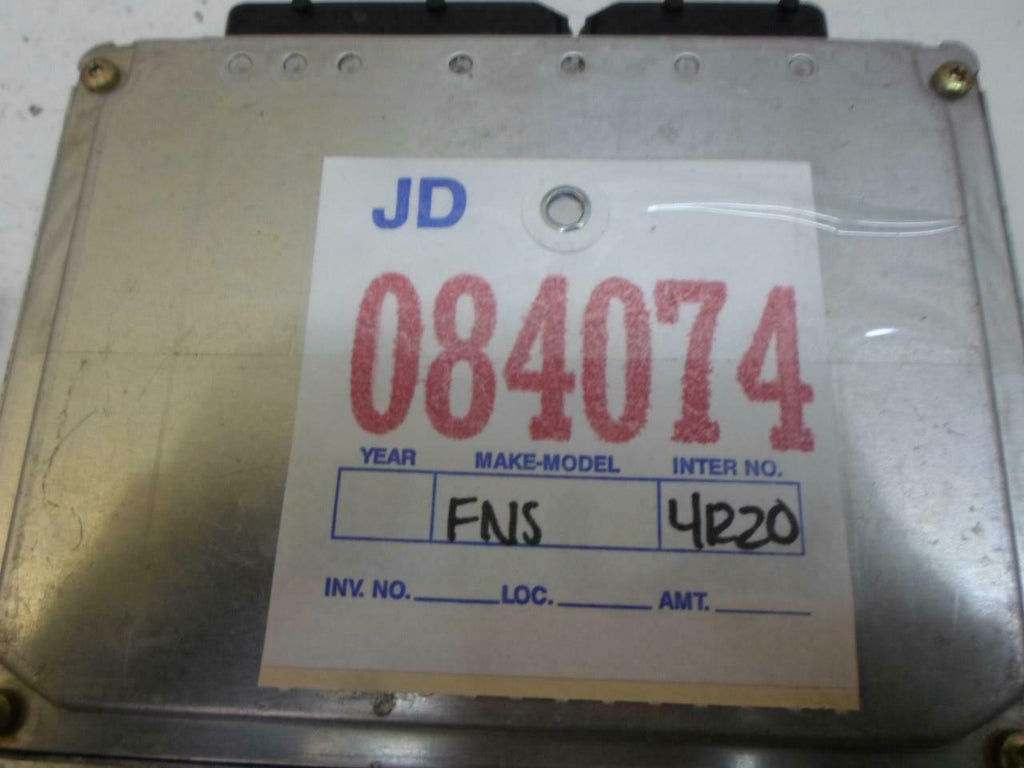 JD
084074
YEAR MAKE-MODEL INTER NO.
FNS 4R20
INV. NO. LOC. AMT.